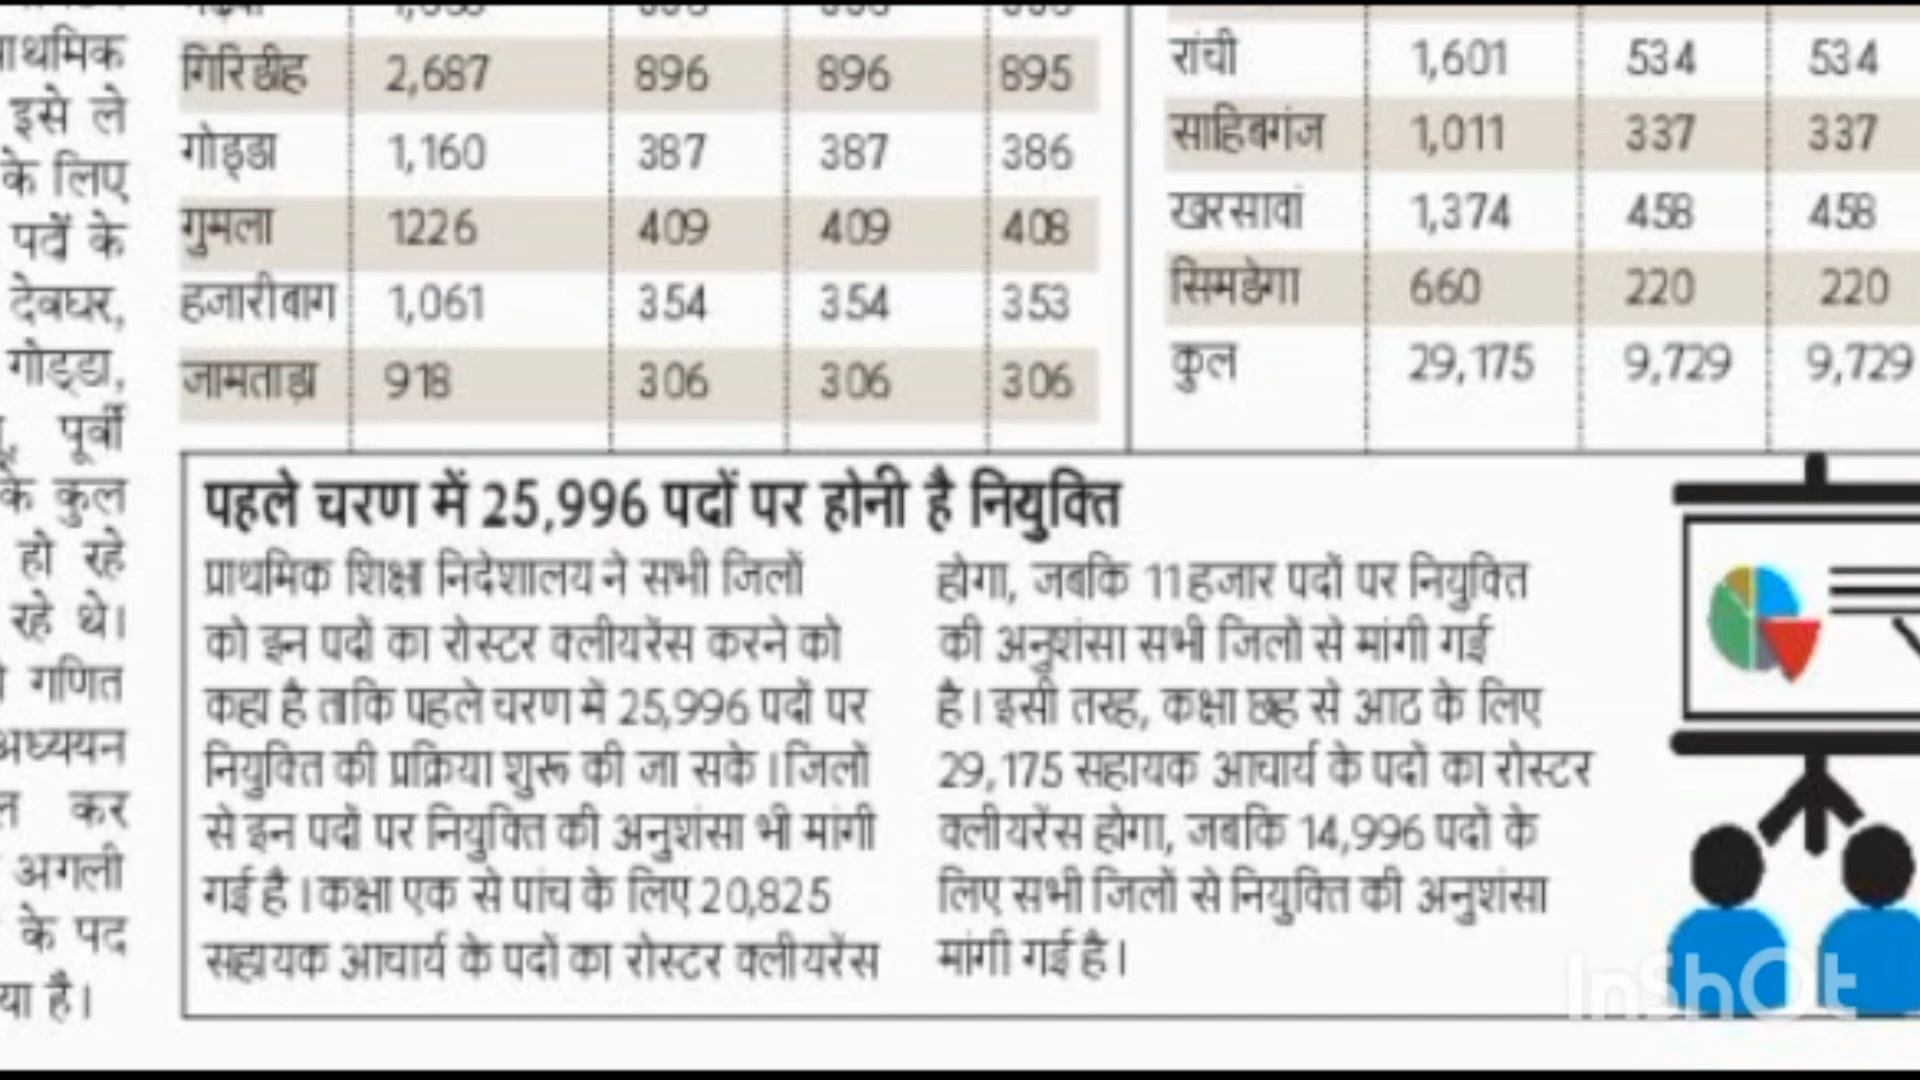 ाथमिक
इसे ले
के लिए
पदों के
देवघर,
गोड्डा,
पूर्वी
के कुल
हो रहे
रहे थे।
गणित
अध्ययन
कर
अगली
के पद
या है।
गिरिडीह 2,687 896 896 895
गोड्डा 1,160 387 387 386
गुमला 1226 409 409 408
हजारीबाग 1,061 354 354 353
जामताड़ा 918 306 306 306
रांची 1,601 534 534
साहिबगंज 1,011 337 337
खरसावां 1,374 458 458
सिमडेगा 660 220 220
कुल 29,175 9,729 9,729
पहले चरण में 25,996 पदों पर होनी है नियुक्ति
प्राथमिक शिक्षा निदेशालय ने सभी जिलों
को इन पदों का रोस्टर क्लीयरेंस करने को
कहा है ताकि पहले चरण में 25,996 पदों पर
नियुक्ति की प्रक्रिया शुरू की जा सके। जिलों
से इन पदों पर नियुक्ति की अनुशंसा भी मांगी
गई है। कक्षा एक से पांच के लिए 20,825
सहायक आचार्य के पदों का रोस्टर क्लीयरेंस
होगा, जबकि 11 हजार पदों पर नियुक्ति
की अनुशंसा सभी जिलों से मांगी गई
है। इसी तरह, कक्षा छह से आठ के लिए
29,175 सहायक आचार्य के पदों का रोस्टर
क्लीयरेंस होगा, जबकि 14,996 पदों के
लिए सभी जिलों से नियुक्ति की अनुशंसा
मांगी गई है।
InShOt